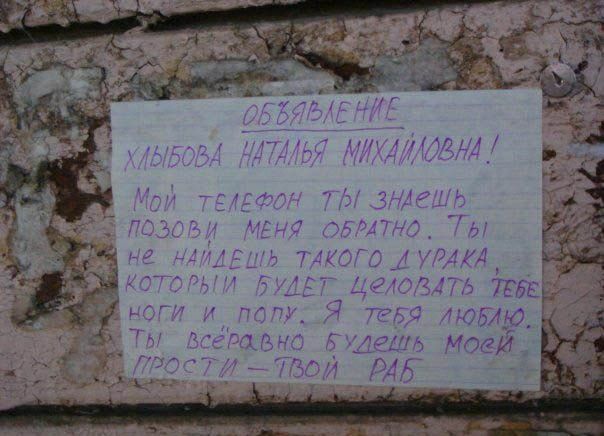 ОБЪЯВЛЕНИЕ
ХЛЫБОВА НАТАЛЬЯ МИХАЙЛОВНА!
МОЙ ТЕЛЕФОН ТЫ ЗНАЕШЬ
ПОЗОВИ МЕНЯ ОБРАТНО. ТЫ
НЕ НАЙДЕШЬ ТАКОГО ДУРАКА,
КОТОРЫЙ БУДЕТ ЦЕЛОВАТЬ ТЕБЕ
НОГИ И ПОПУ. Я ТЕБЯ ЛЮБЛЮ.
ТЫ ВСЁРАВНО БУДЕШЬ МОЕЙ
ПРОСТИ — ТВОЙ РАБ